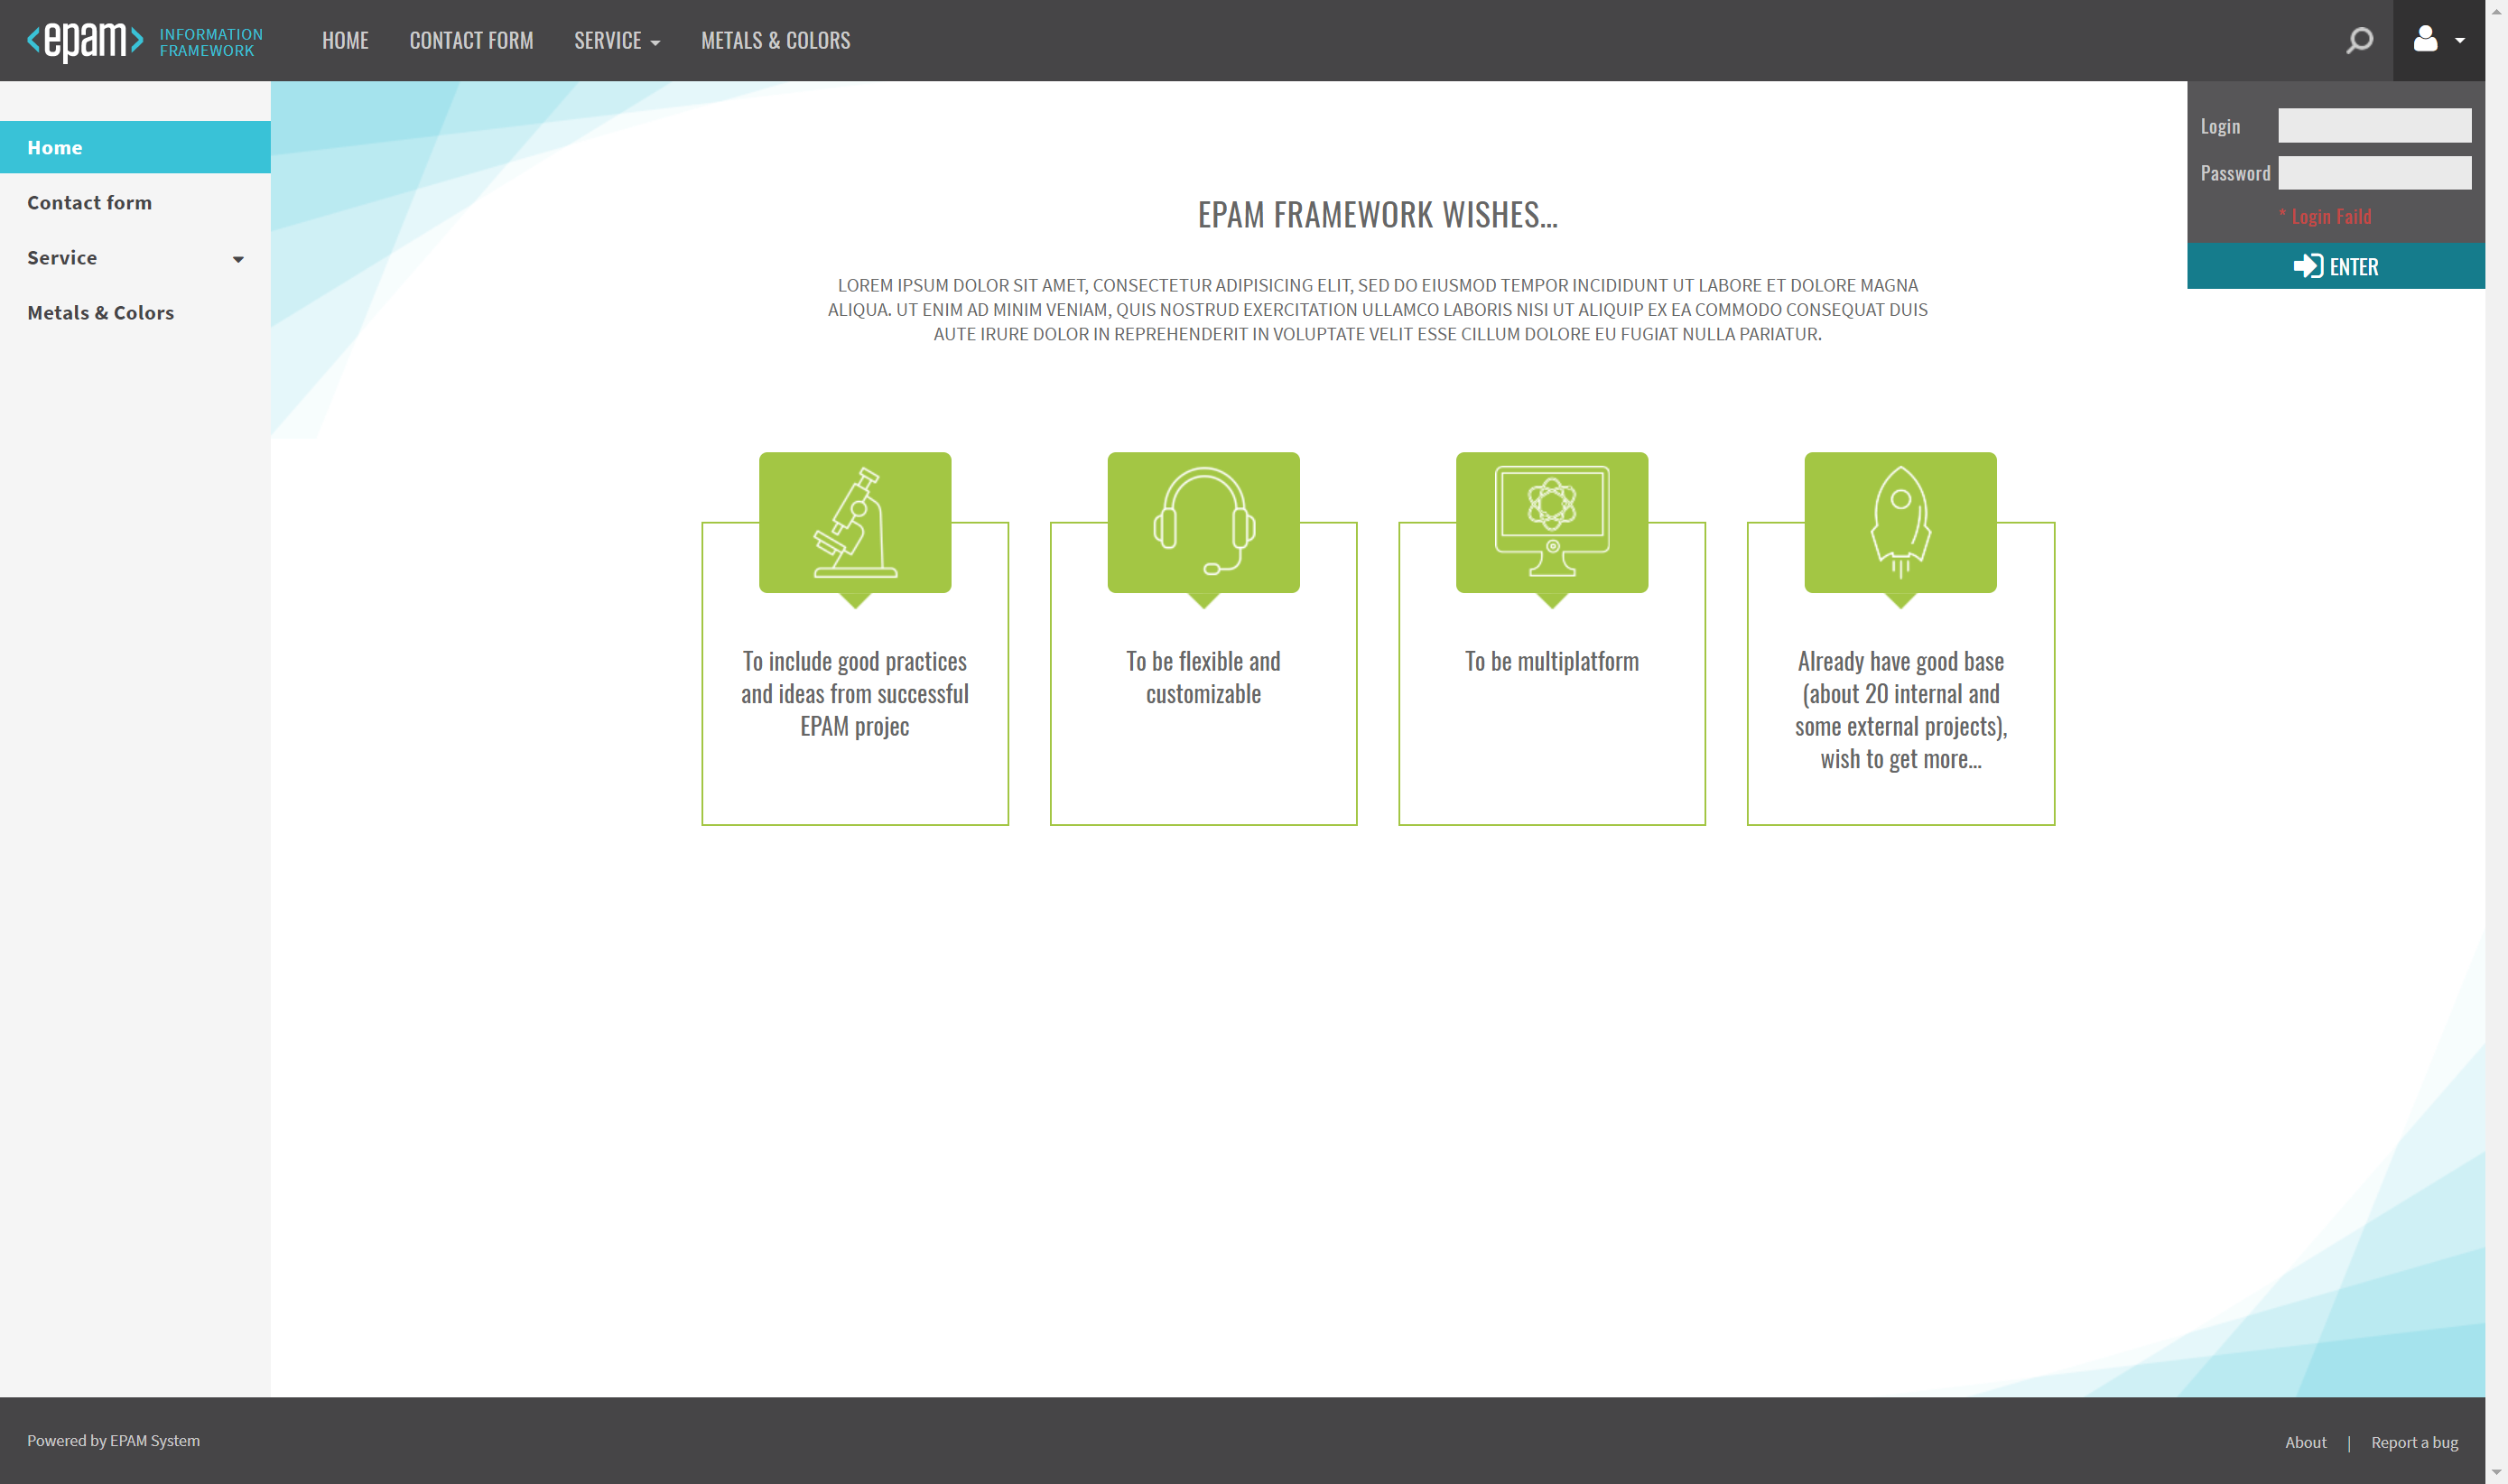 epam
INFORMATION
FRAMEWORK
HOME
CONTACT FORM
SERVICE
METALS & COLORS
Home
Contact form
Service
Metals & Colors
Login
Password
* Login Faild
ENTER
EPAM FRAMEWORK WISHES...
LOREM IPSUM DOLOR SIT AMET, CONSECTETUR ADIPISICING ELIT, SED DO EIUSMOD TEMPOR INCIDIDUNT UT LABORE ET DOLORE MAGNA
ALIQUA. UT ENIM AD MINIM VENIAM, QUIS NOSTRUD EXERCITATION ULLAMCO LABORIS NISI UT ALIQUIP EX EA COMMODO CONSEQUAT DUIS
AUTE IRURE DOLOR IN REPREHENDERIT IN VOLUPTATE VELIT ESSE CILLUM DOLORE EU FUGIAT NULLA PARIATUR.
To include good practices
and ideas from successful
EPAM projec
To be flexible and
customizable
To be multiplatform
Already have good base
(about 20 internal and
some external projects),
wish to get more...
Powered by EPAM System
About | Report a bug